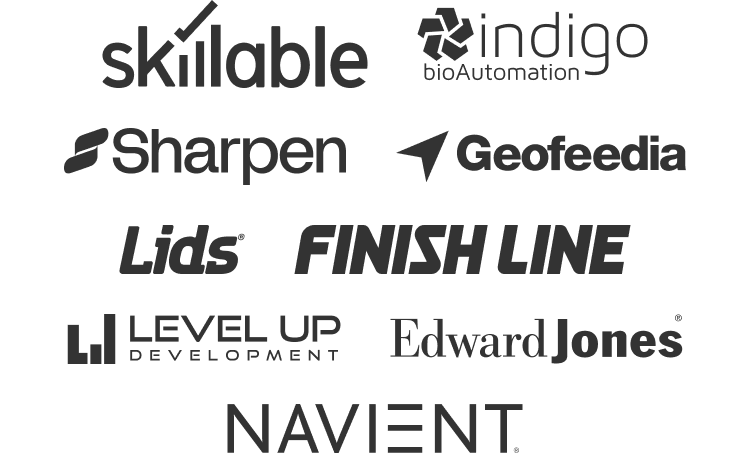 skillable
indigo
bioAutomation
Sharpen
Geofeedia
Lids®
FINISH LINE
LEVEL UP
DEVELOPMENT
Edward Jones®
NAVIENT®